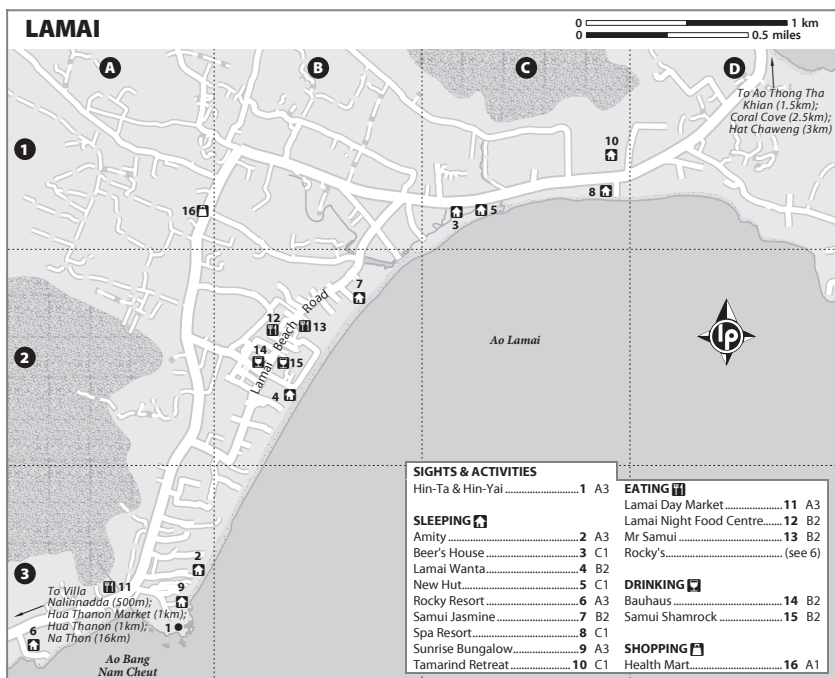 LAMAI
0 1 km
0 0.5 miles
A B C D
To Ao Thong Tha
Khian (1.5km);
Coral Cove (2.5km);
Hat Chaweng (3km)
1
10
8
16
3
5
7
12
13
Lamai Beach Road
Ao Lamai
lp
2
14
15
4
3
2
11
9
To Villa
Nalinnadda (500m);
Hua Thanon Market (1km);
Hua Thanon (1km);
Na Thon (16km)
1
6
Ao Bang
Nam Cheut
SIGHTS & ACTIVITIES
Hin-Ta & Hin-Yai 1 A3
SLEEPING
Amity 2 A3
Beer's House 3 C1
Lamai Wanta 4 B2
New Hut 5 C1
Rocky Resort 6 A3
Samui Jasmine 7 B2
Spa Resort 8 C1
Sunrise Bungalow 9 A3
Tamarind Retreat 10 C1
EATING
Lamai Day Market 11 A3
Lamai Night Food Centre 12 B2
Mr Samui 13 B2
Rocky's (see 6)
DRINKING
Bauhaus 14 B2
Samui Shamrock 15 B2
SHOPPING
Health Mart 16 A1